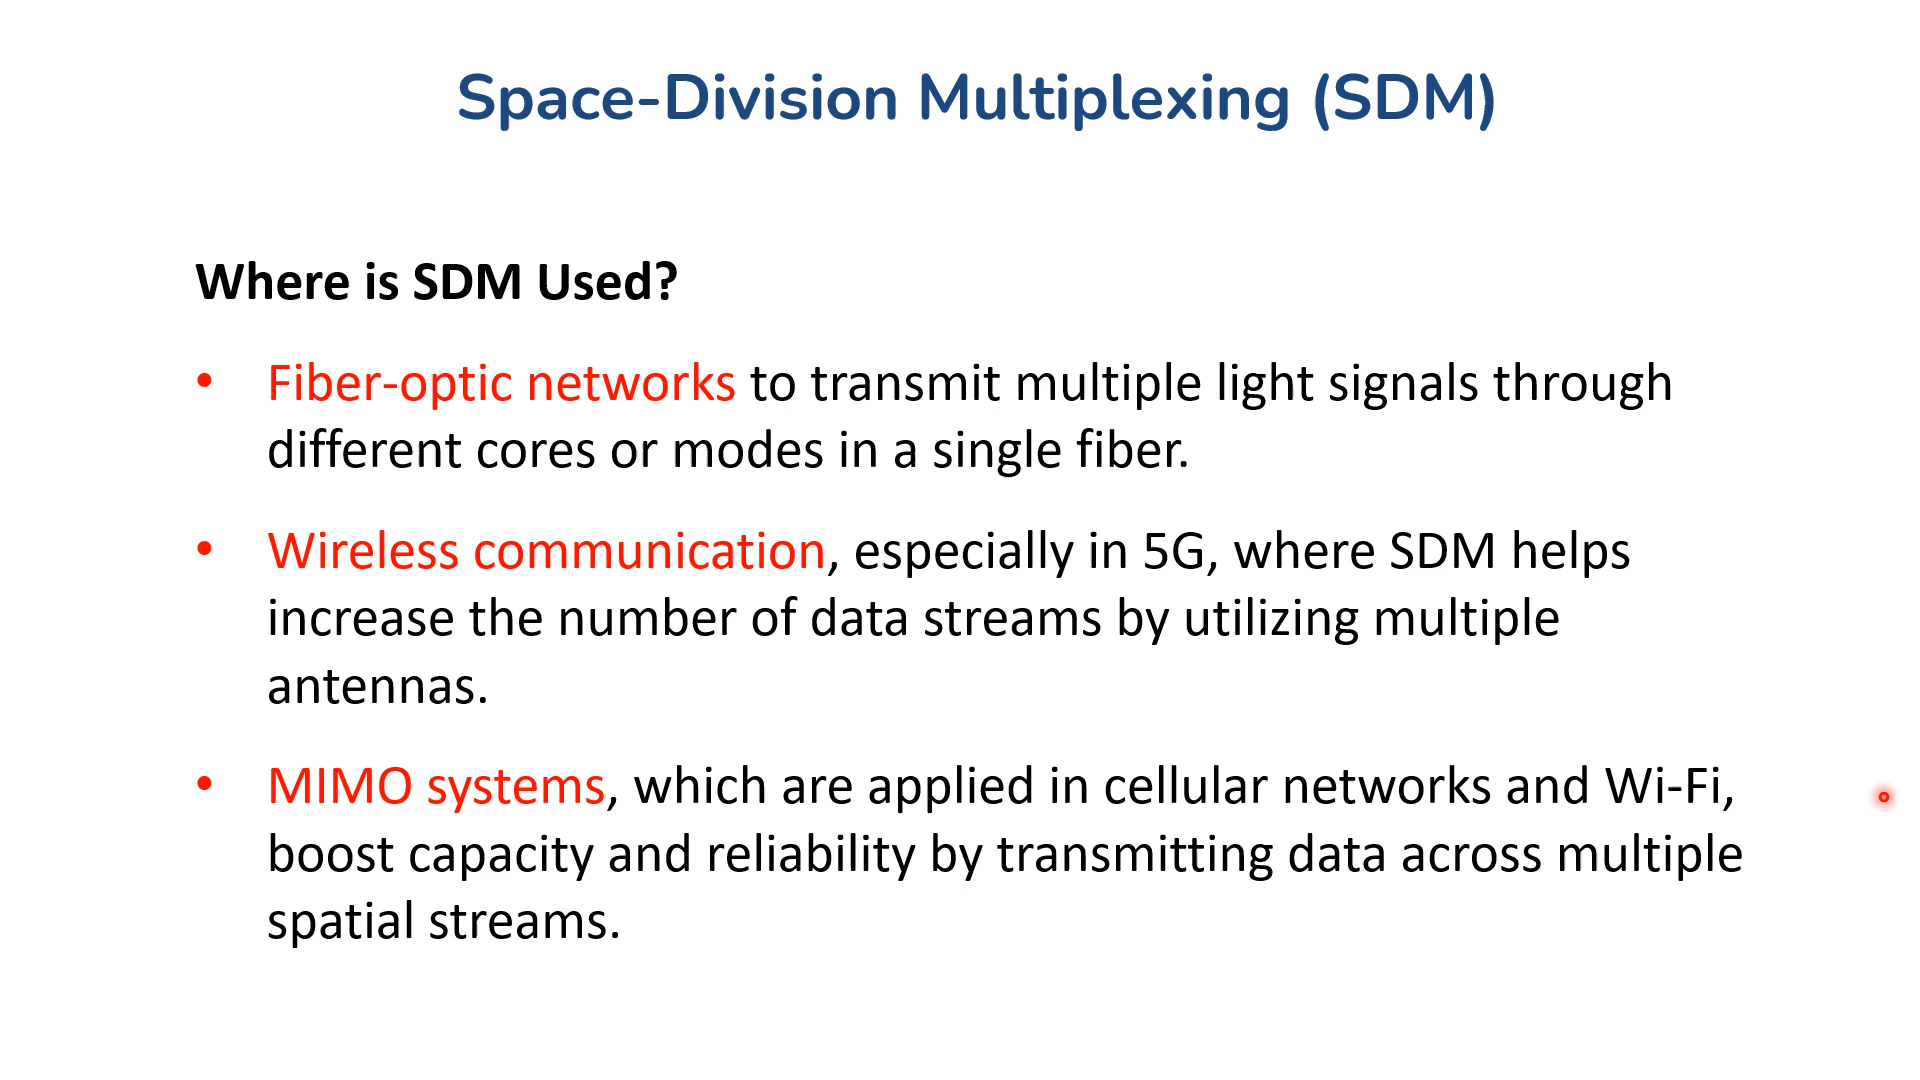 Space-Division Multiplexing (SDM)
Where is SDM Used?
• Fiber-optic networks to transmit multiple light signals through
different cores or modes in a single fiber.
• Wireless communication, especially in 5G, where SDM helps
increase the number of data streams by utilizing multiple
antennas.
• MIMO systems, which are applied in cellular networks and Wi-Fi,
boost capacity and reliability by transmitting data across multiple
spatial streams.